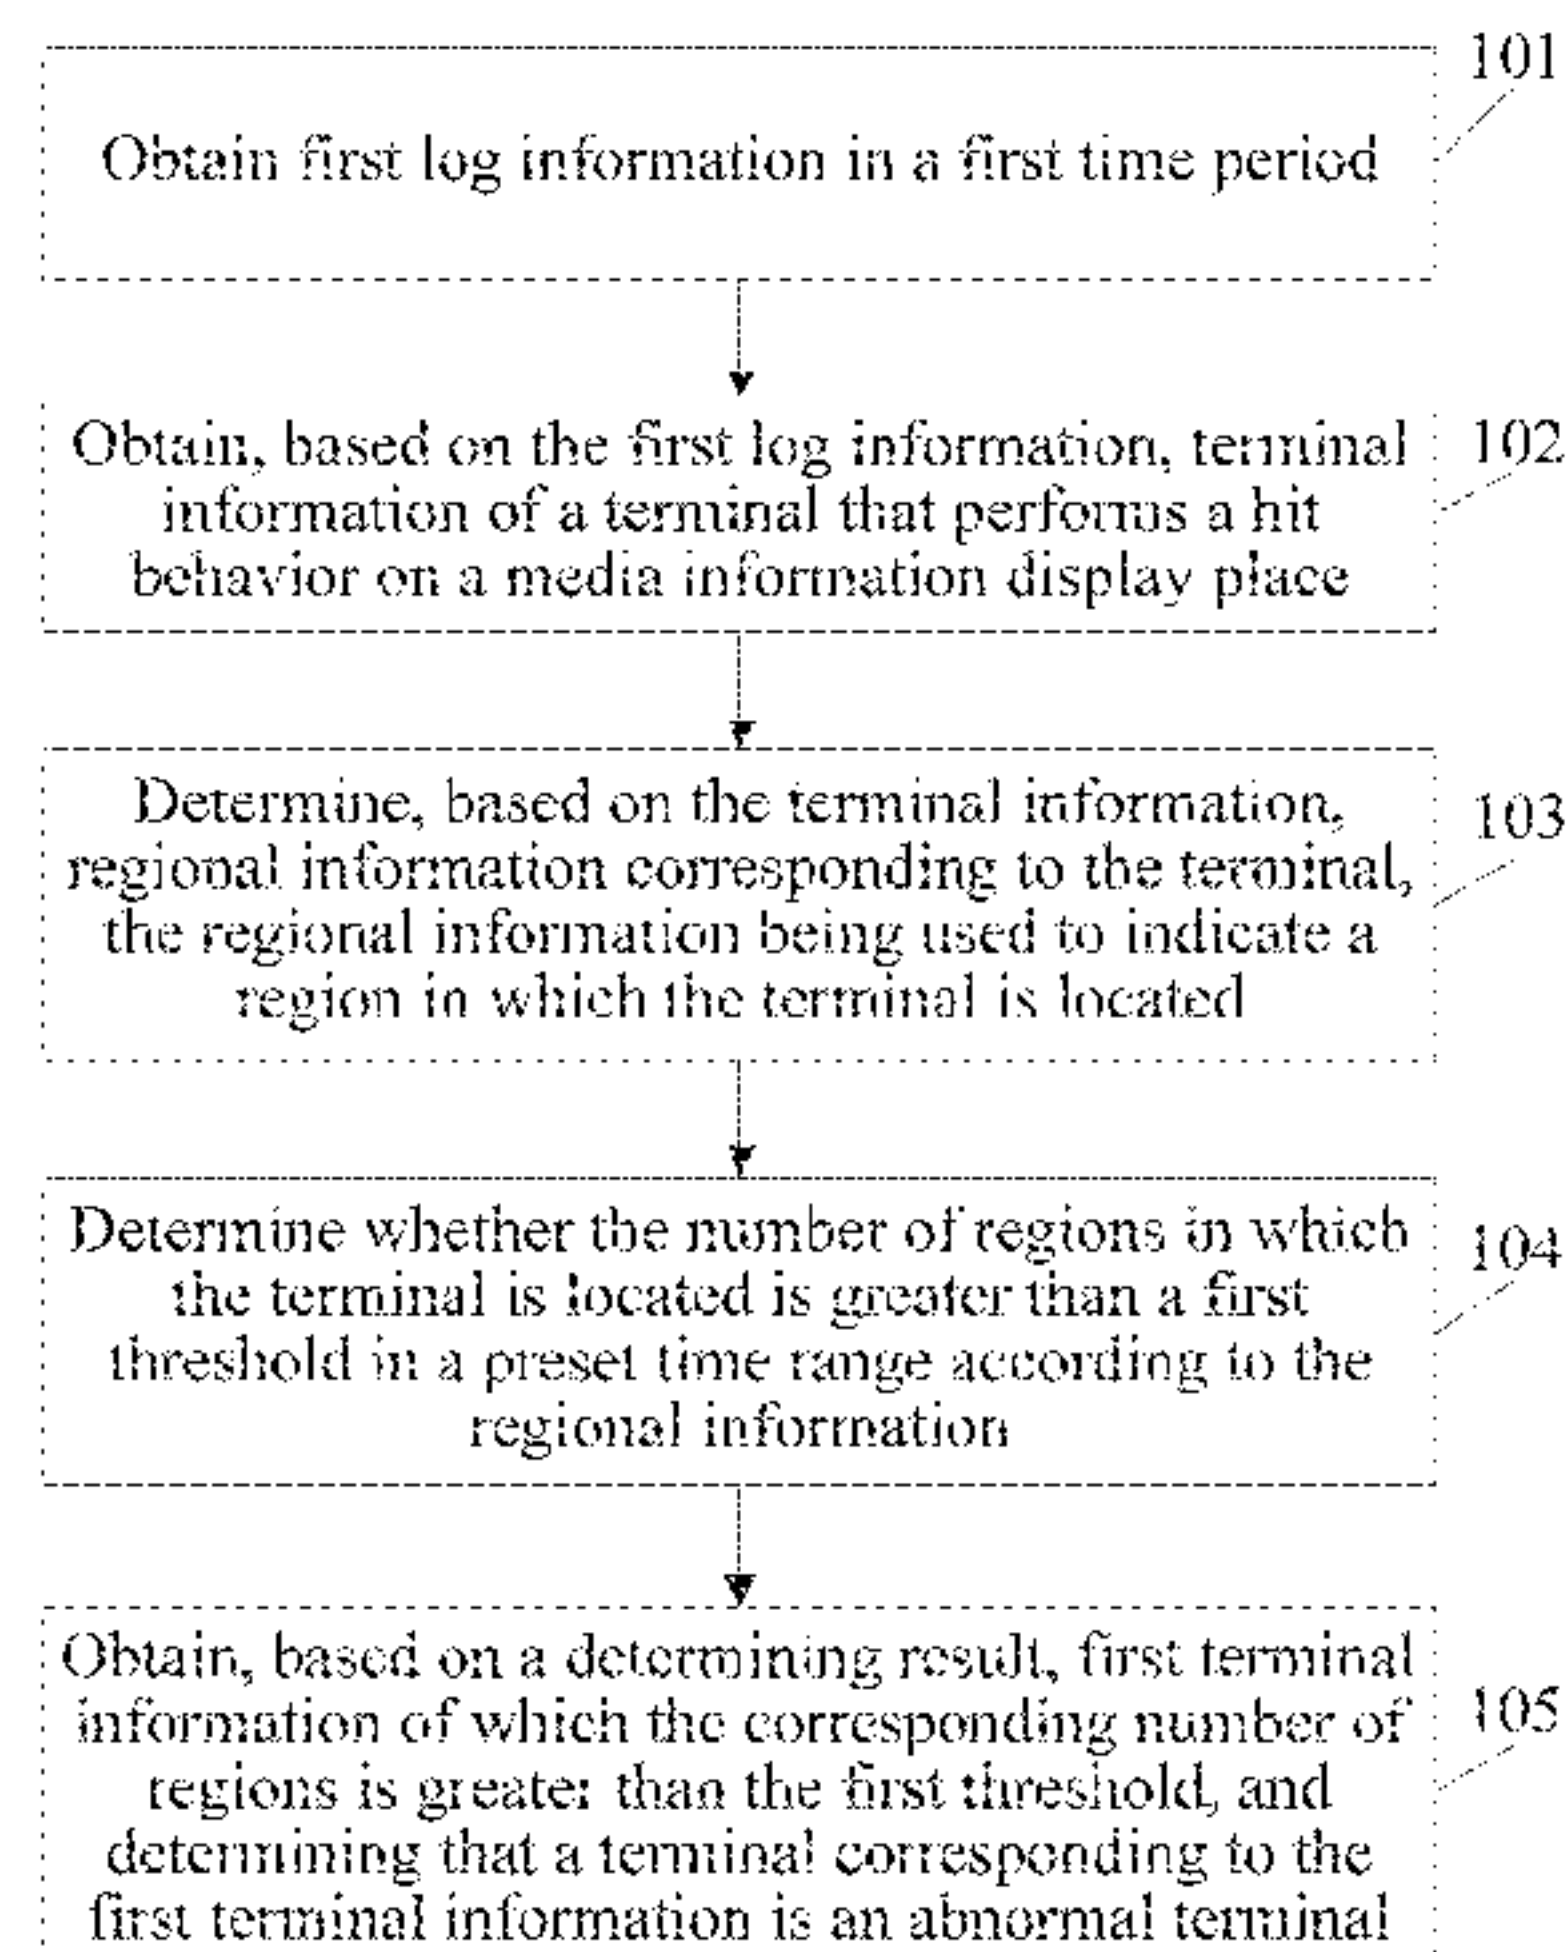 101
Obtain first log information in a first time period
Obtain, based on the first log information, terminal
information of a terminal that performs a hit
behavior on a media information display place
102
Determine, based on the terminal information,
regional information corresponding to the terminal,
the regional information being used to indicate a
region in which the terminal is located
103
Determine whether the number of regions in which
the terminal is located is greater than a first
threshold in a preset time range according to the
regional information
104
Obtain, based on a determining result, first terminal
information of which the corresponding number of
regions is greater than the first threshold, and
determining that a terminal corresponding to the
first terminal information is an abnormal terminal
105